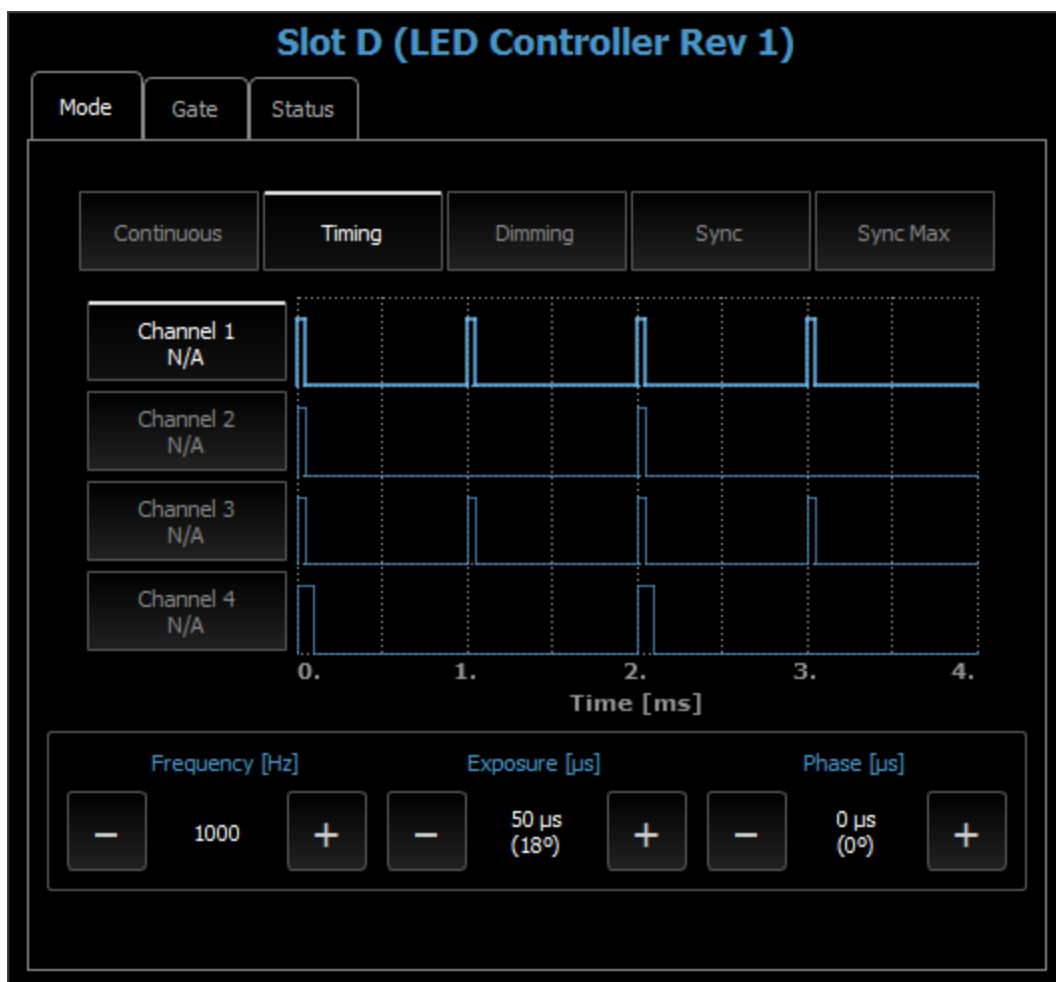 Slot D (LED Controller Rev 1)
Mode
Gate
Status
Continuous
Timing
Dimming
Sync
Sync Max
Channel 1
N/A
Channel 2
N/A
Channel 3
N/A
Channel 4
N/A
0.
1.
2.
3.
4.
Time [ms]
Frequency [Hz]
Exposure [µs]
Phase [µs]
−
1000
+
−
50 µs
(18º)
+
−
0 µs
(0º)
+